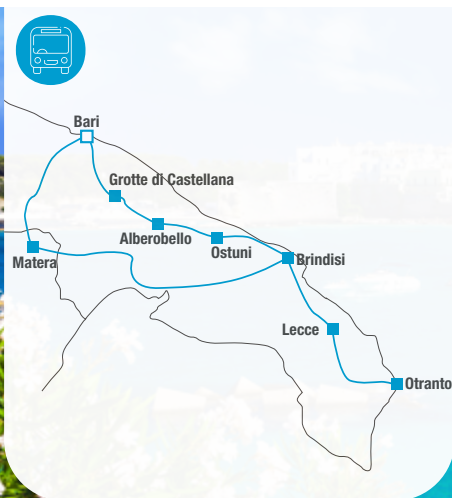 Bari
Grotte di Castellana
Alberobello
Ostuni
Brindisi
Matera
Lecce
Otranto